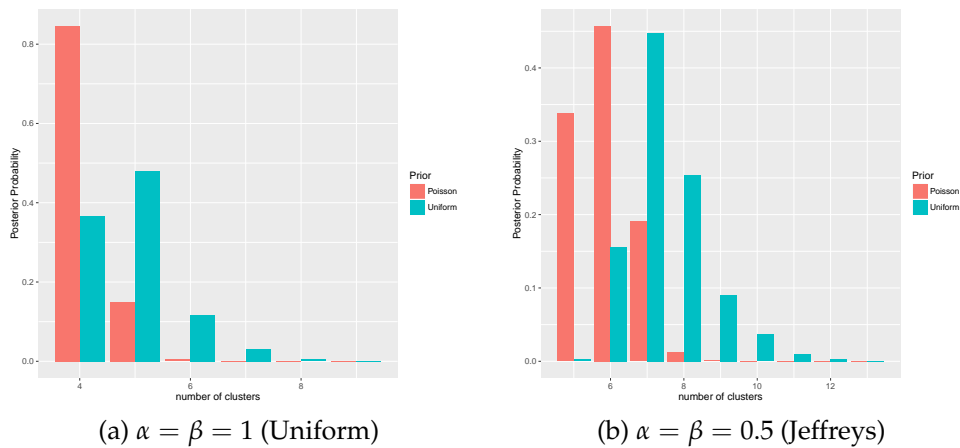 0.8
0.6
0.4
0.2
0.0
Posterior Probability
4
6
8
number of clusters
Prior
Poisson
Uniform
(a) α = β = 1 (Uniform)
0.4
0.3
0.2
0.1
0.0
Posterior Probability
6
8
10
12
number of clusters
Prior
Poisson
Uniform
(b) α = β = 0.5 (Jeffreys)